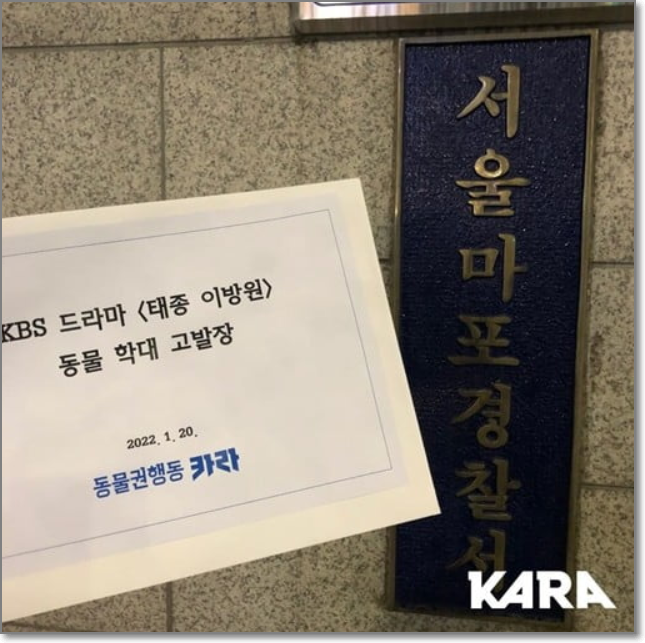 KBS 드라마 <태종 이방원>
동물 학대 고발장
2022. 1. 20.
동물권행동 카라
서울마포경찰서
KARA